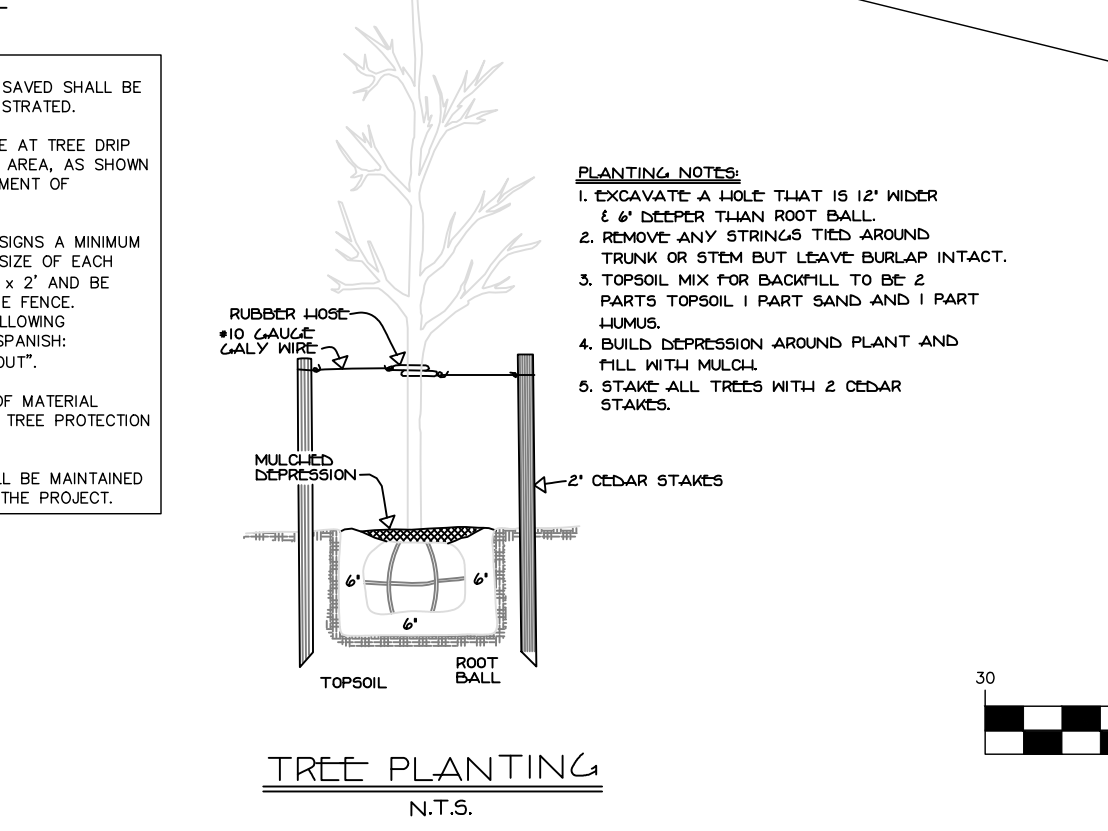 SAVED SHALL BE
STRATED.
E AT TREE DRIP
AREA, AS SHOWN
MENT OF
SIGNS A MINIMUM
SIZE OF EACH
x 2' AND BE
E FENCE.
LLOWING
SPANISH:
OUT".
OF MATERIAL
TREE PROTECTION
LL BE MAINTAINED
THE PROJECT.
PLANTING NOTES:
1. EXCAVATE A HOLE THAT IS 12" WIDER
& 6" DEEPER THAN ROOT BALL.
2. REMOVE ANY STRINGS TIED AROUND
TRUNK OR STEM BUT LEAVE BURLAP INTACT.
3. TOPSOIL MIX FOR BACKFILL TO BE 2
PARTS TOPSOIL 1 PART SAND AND 1 PART
HUMUS.
4. BUILD DEPRESSION AROUND PLANT AND
FILL WITH MULCH.
5. STAKE ALL TREES WITH 2 CEDAR
STAKES.
RUBBER HOSE
#10 GAUGE
GALV WIRE
MULCHED
DEPRESSION
2" CEDAR STAKES
6"
6"
6"
ROOT
BALL
TOPSOIL
TREE PLANTING
N.T.S.
30